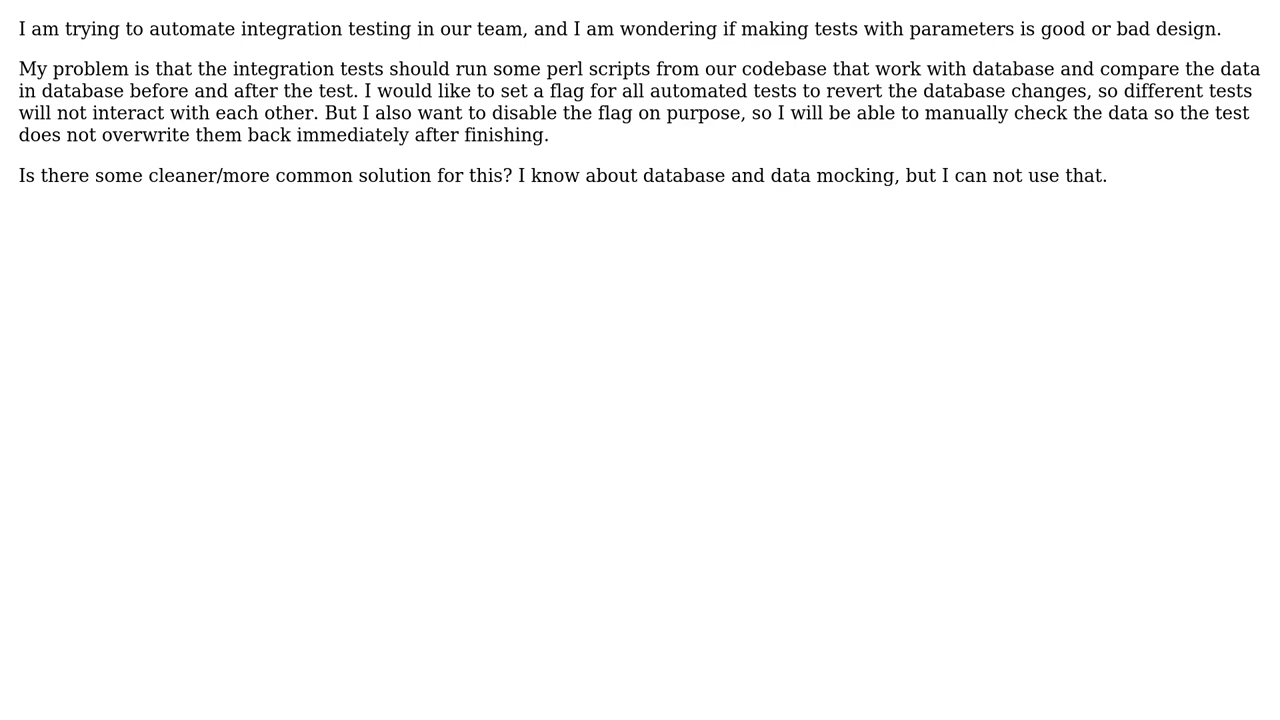 I am trying to automate integration testing in our team, and I am wondering if making tests with parameters is good or bad design.
My problem is that the integration tests should run some perl scripts from our codebase that work with database and compare the data
in database before and after the test. I would like to set a flag for all automated tests to revert the database changes, so different tests
will not interact with each other. But I also want to disable the flag on purpose, so I will be able to manually check the data so the test
does not overwrite them back immediately after finishing.
Is there some cleaner/more common solution for this? I know about database and data mocking, but I can not use that.